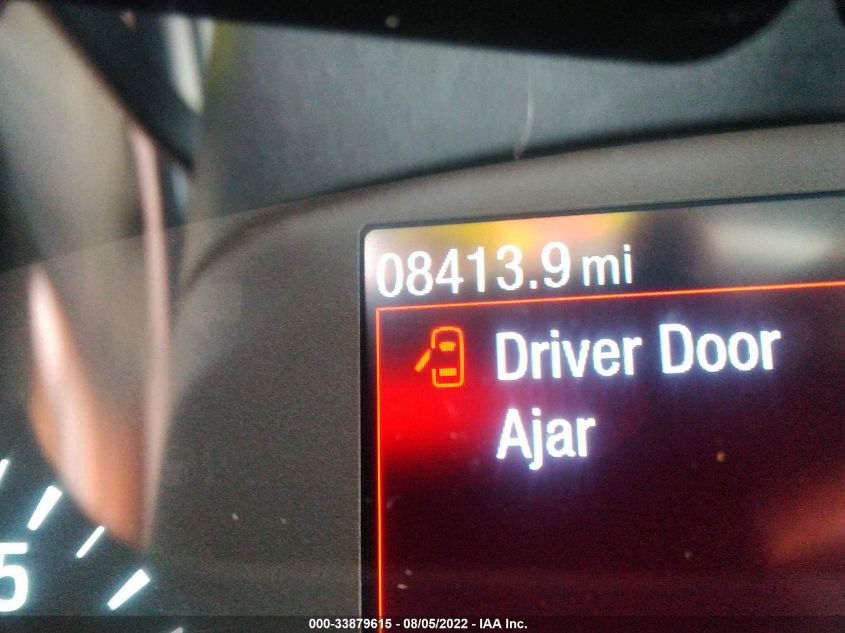 08413.9 mi
Driver Door
Ajar
5
000-33879615 - 08/05/2022 - IAA Inc.